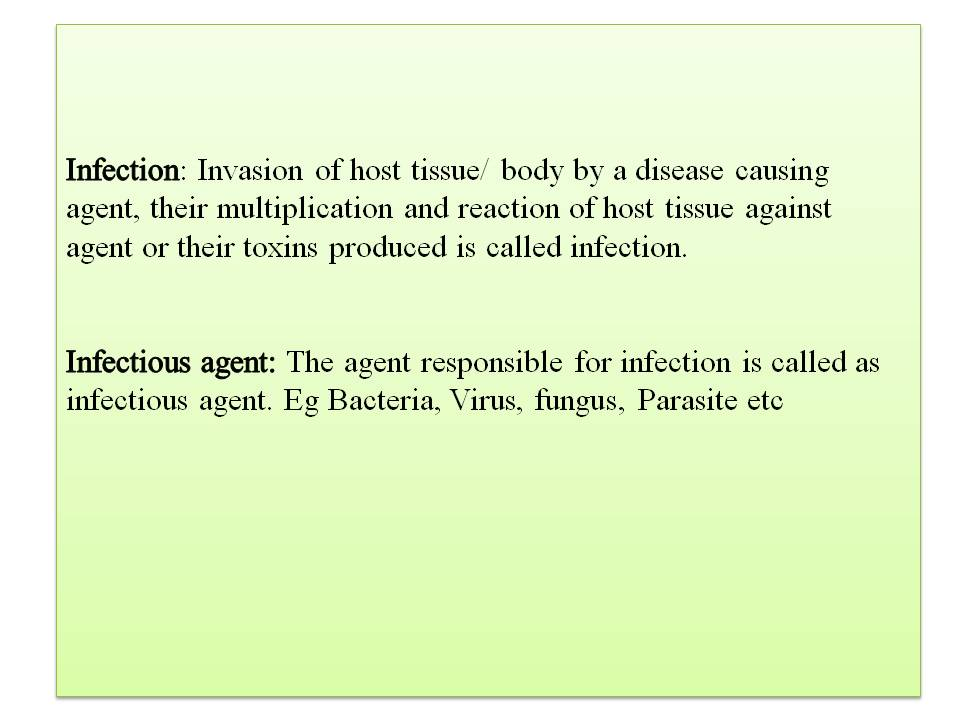 Infection: Invasion of host tissue/ body by a disease causing
agent, their multiplication and reaction of host tissue against
agent or their toxins produced is called infection.
Infectious agent: The agent responsible for infection is called as
infectious agent. Eg Bacteria, Virus, fungus, Parasite etc